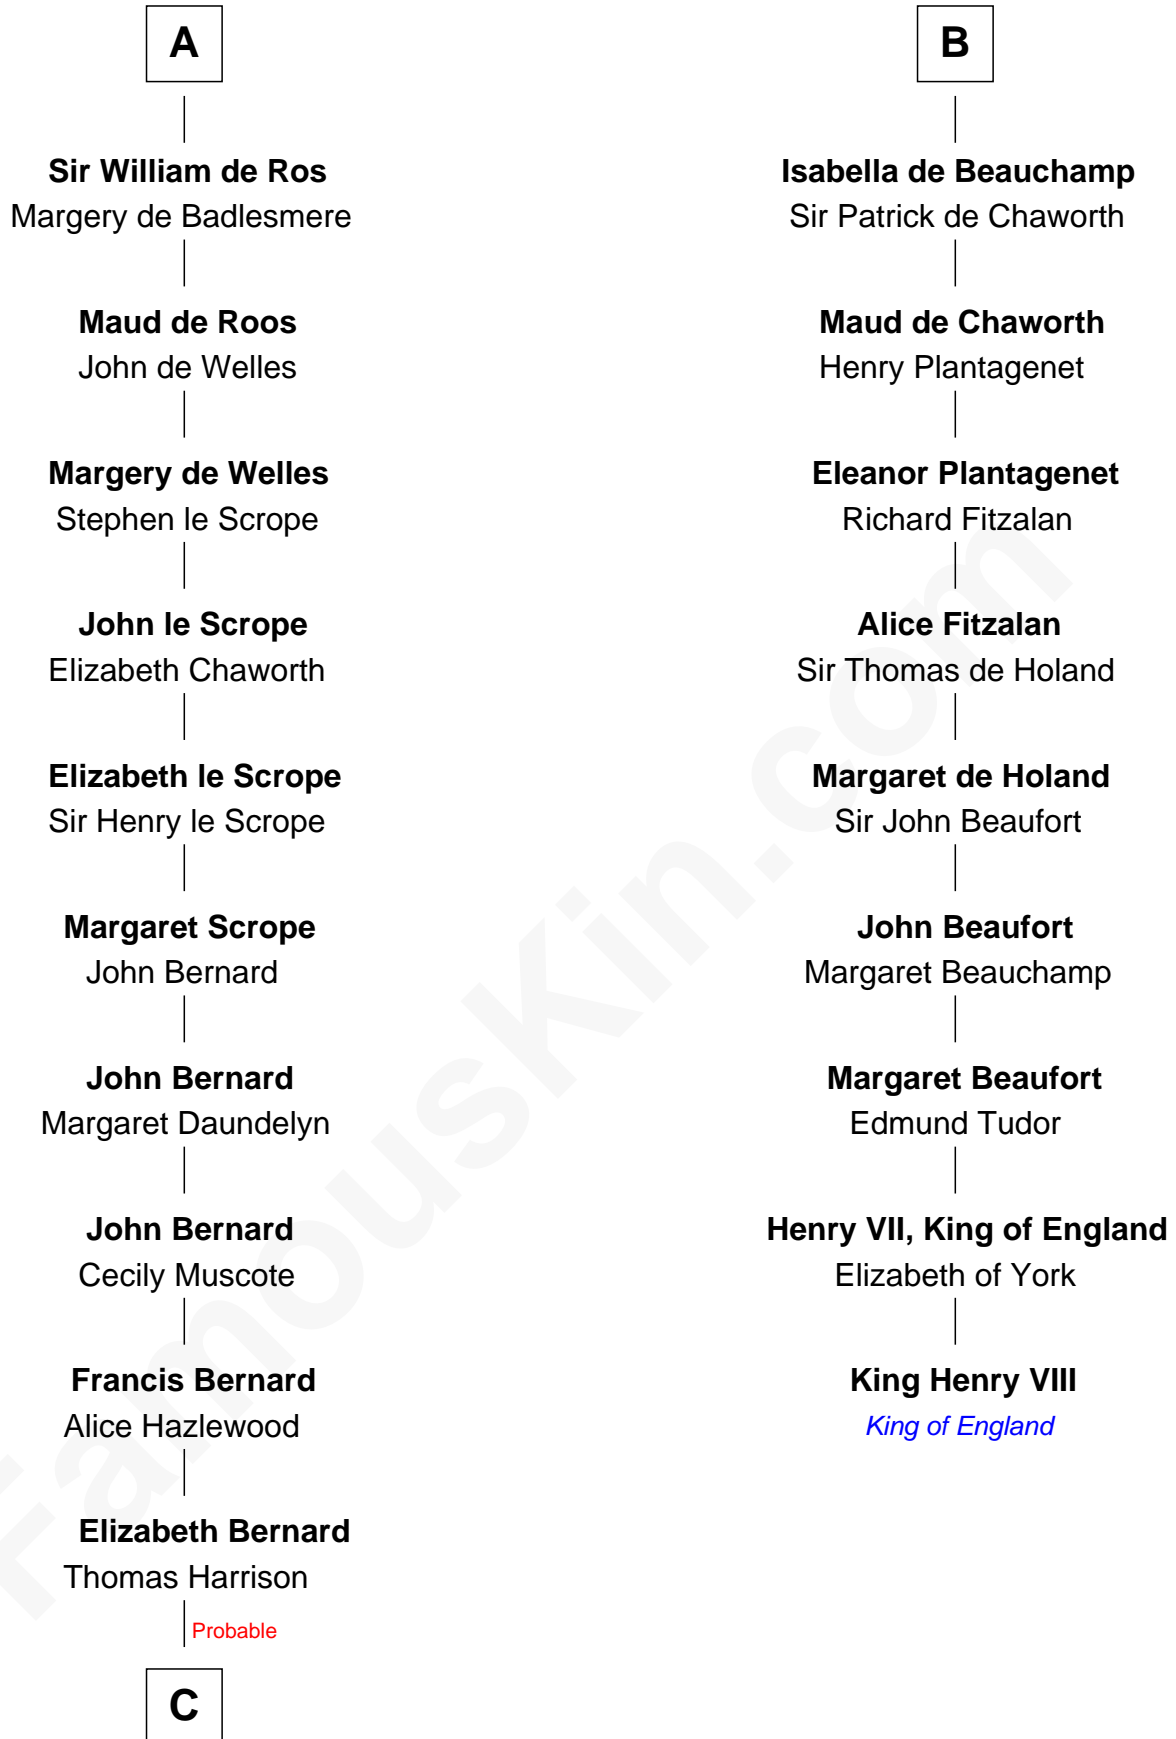 A
Sir William de Ros
Margery de Badlesmere
Maud de Roos
John de Welles
Margery de Welles
Stephen le Scrope
John le Scrope
Elizabeth Chaworth
Elizabeth le Scrope
Sir Henry le Scrope
Margaret Scrope
John Bernard
John Bernard
Margaret Daundelyn
John Bernard
Cecily Muscote
Francis Bernard
Alice Hazlewood
Elizabeth Bernard
Thomas Harrison
Probable
C
B
Isabella de Beauchamp
Sir Patrick de Chaworth
Maud de Chaworth
Henry Plantagenet
Eleanor Plantagenet
Richard Fitzalan
Alice Fitzalan
Sir Thomas de Holand
Margaret de Holand
Sir John Beaufort
John Beaufort
Margaret Beauchamp
Margaret Beaufort
Edmund Tudor
Henry VII, King of England
Elizabeth of York
King Henry VIII
King of England
FamousKin.com